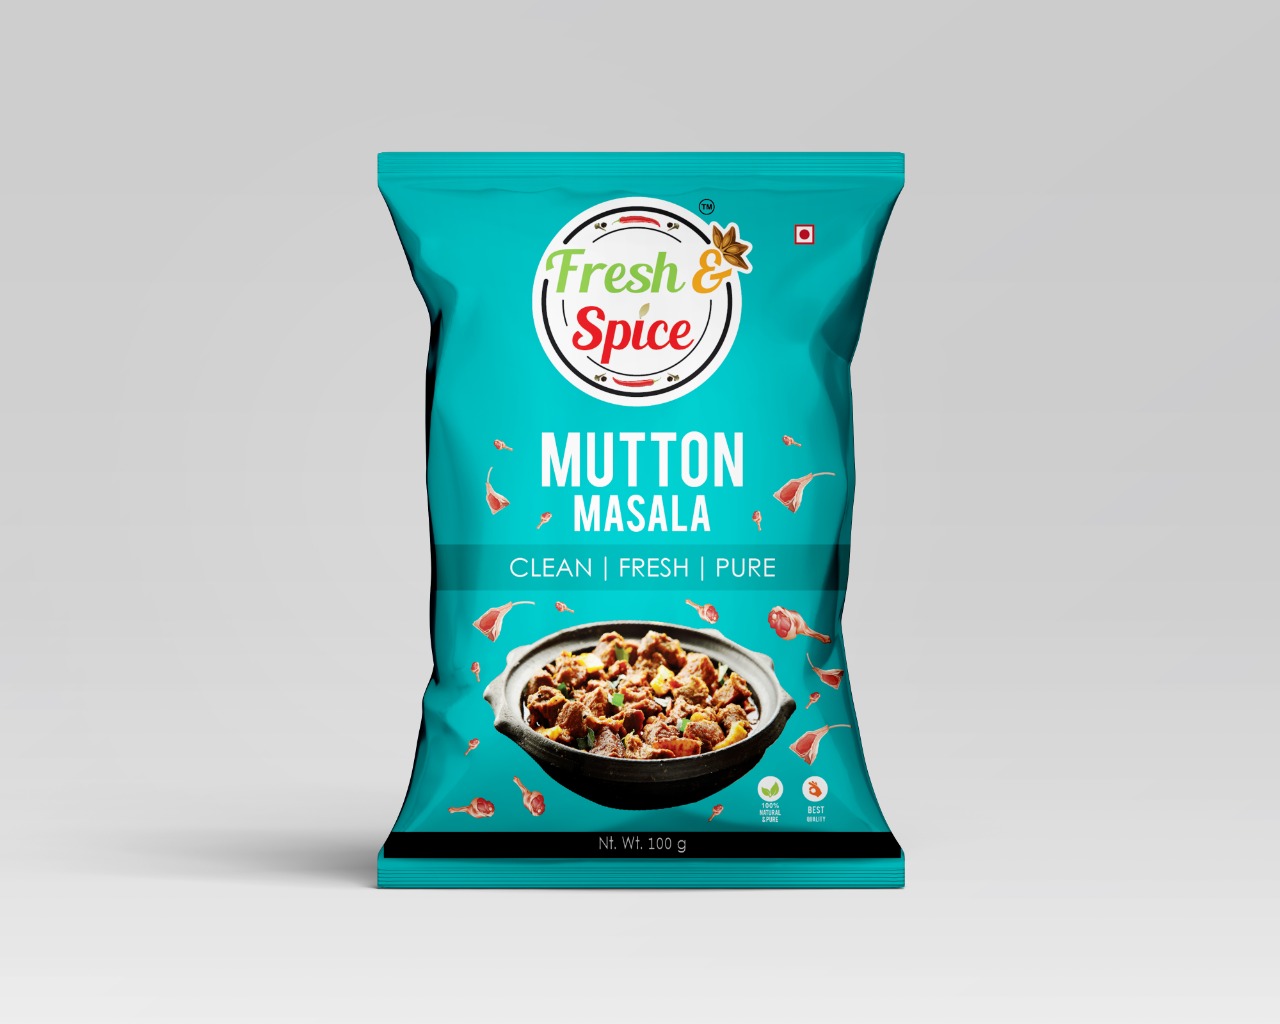 TM
Fresh &
Spice
MUTTON
MASALA
CLEAN | FRESH | PURE
100%
NATURAL
& PURE
BEST
QUALITY
Nt. Wt. 100 g